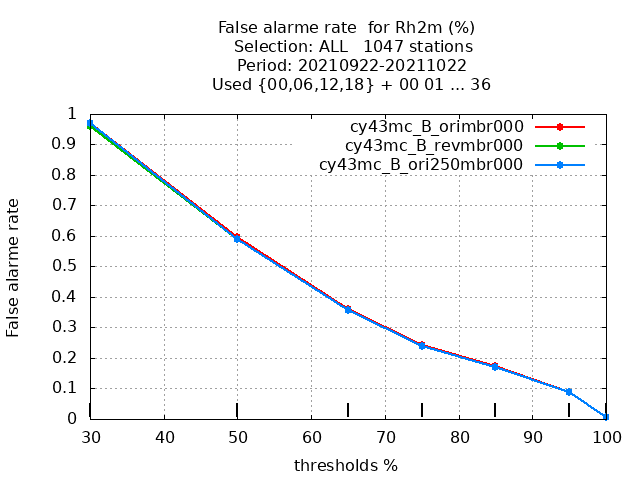 False alarme rate  for Rh2m (%)
Selection: ALL   1047 stations
Period: 20210922-20211022
Used {00,06,12,18} + 00 01 ... 36
cy43mc_B_orimbr000
cy43mc_B_revmbr000
cy43mc_B_ori250mbr000
False alarme rate
1
0.9
0.8
0.7
0.6
0.5
0.4
0.3
0.2
0.1
0
30 40 50 60 70 80 90 100
thresholds %